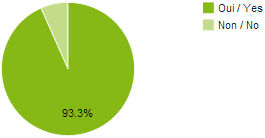 Oui / Yes
Non / No
93.3%